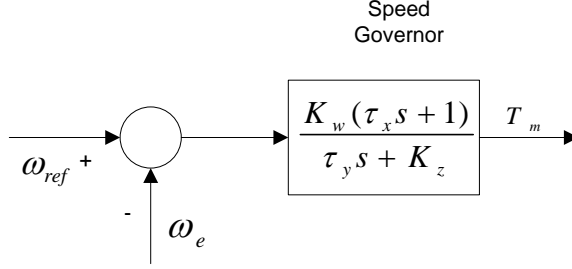 Speed
Governor
K_w(τ_x s + 1)
τ_y s + K_z
T_m
ω_ref +
-
ω_e